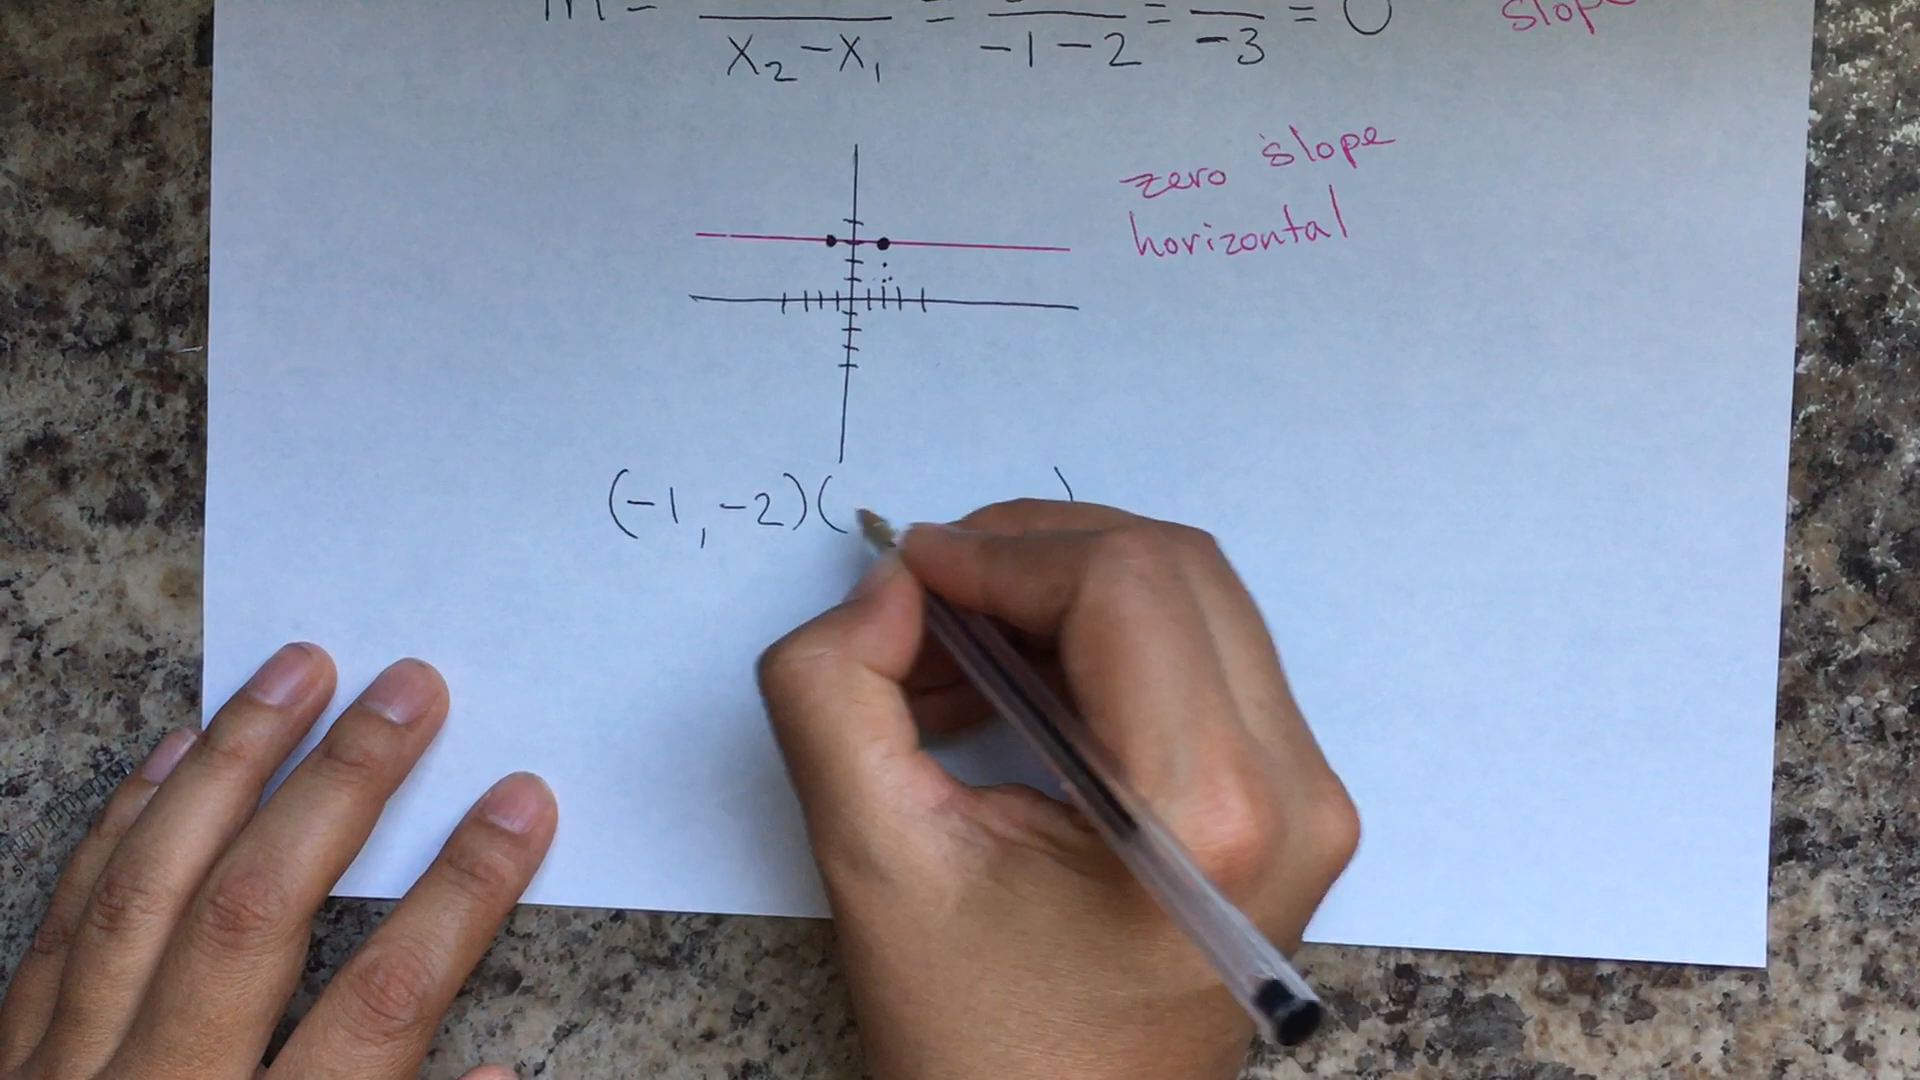 m = 
x₂ - x₁ = -1 - 2 = -3 = 0 slope
zero slope
horizontal
(-1, -2)( )